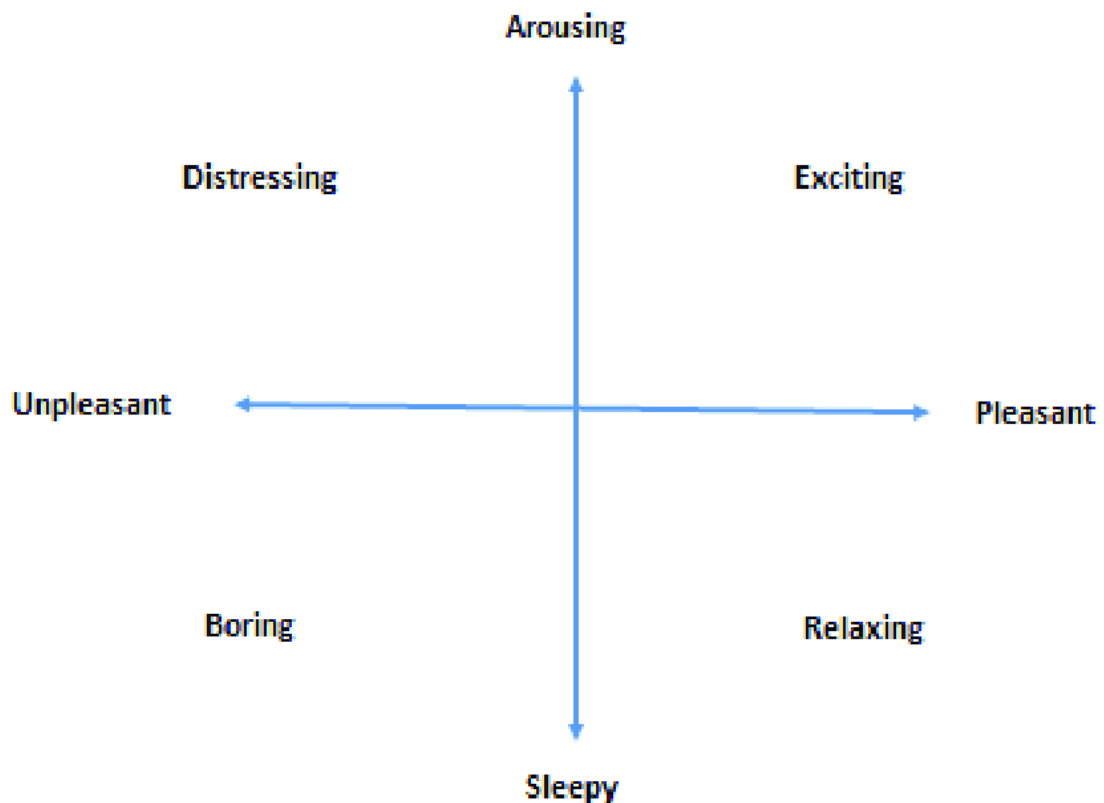 Arousing
Distressing
Exciting
Unpleasant
Pleasant
Boring
Relaxing
Sleepy